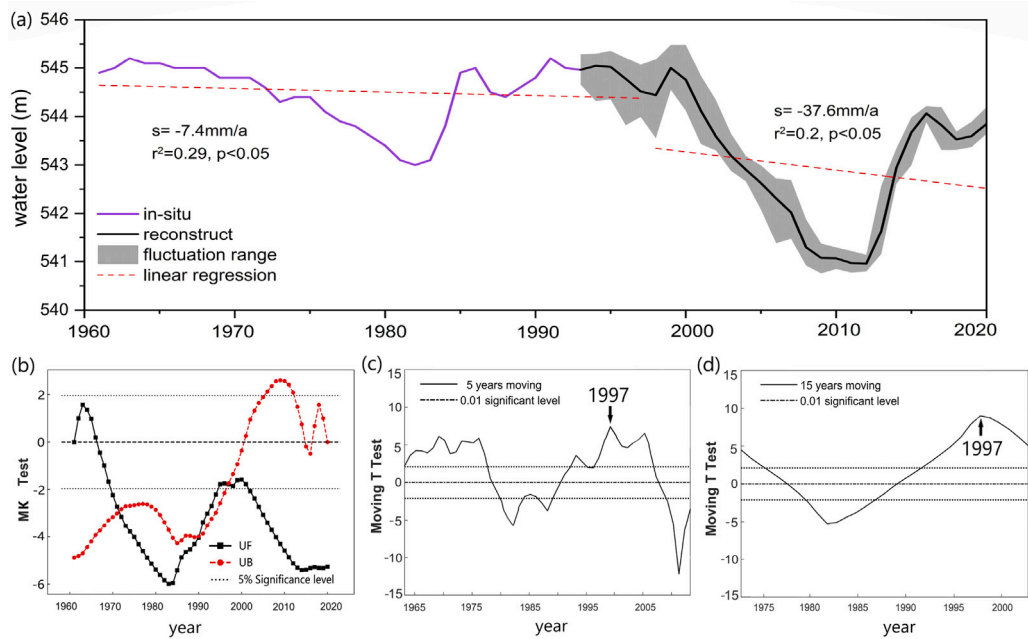 (a)
546
545
544
543
542
541
540
water level (m)
s= -7.4mm/a
r²=0.29, p<0.05
s= -37.6mm/a
r²=0.2, p<0.05
in-situ
reconstruct
fluctuation range
linear regression
1960
1970
1980
1990
2000
2010
2020
(b)
2
0
-2
-4
-6
MK Test
UF
UB
5% Significance level
1960
1970
1980
1990
2000
2010
2020
year
(c)
15
10
5
0
-5
-10
-15
Moving T Test
5 years moving
0.01 significant level
1997
1965
1975
1985
1995
2005
year
(d)
15
10
5
0
-5
-10
-15
Moving T Test
15 years moving
0.01 significant level
1997
1975
1980
1985
1990
1995
2000
year